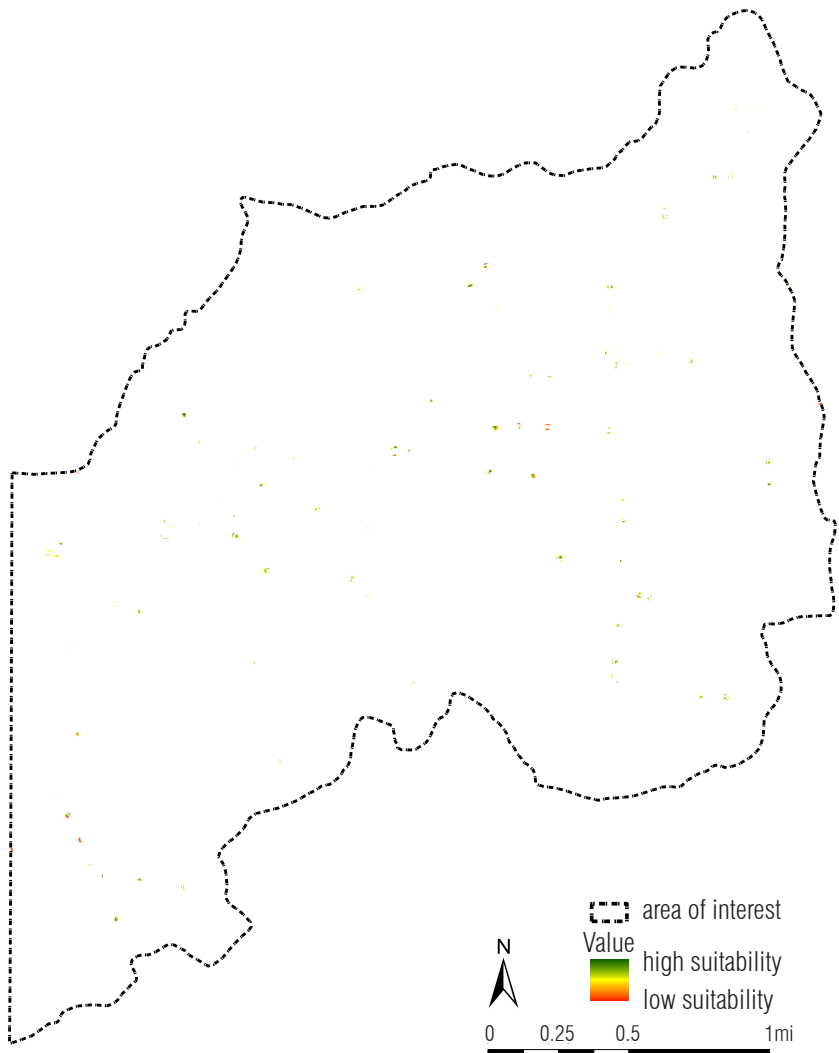 area of interest
Value
high suitability
low suitability
N
0 0.25 0.5 1mi